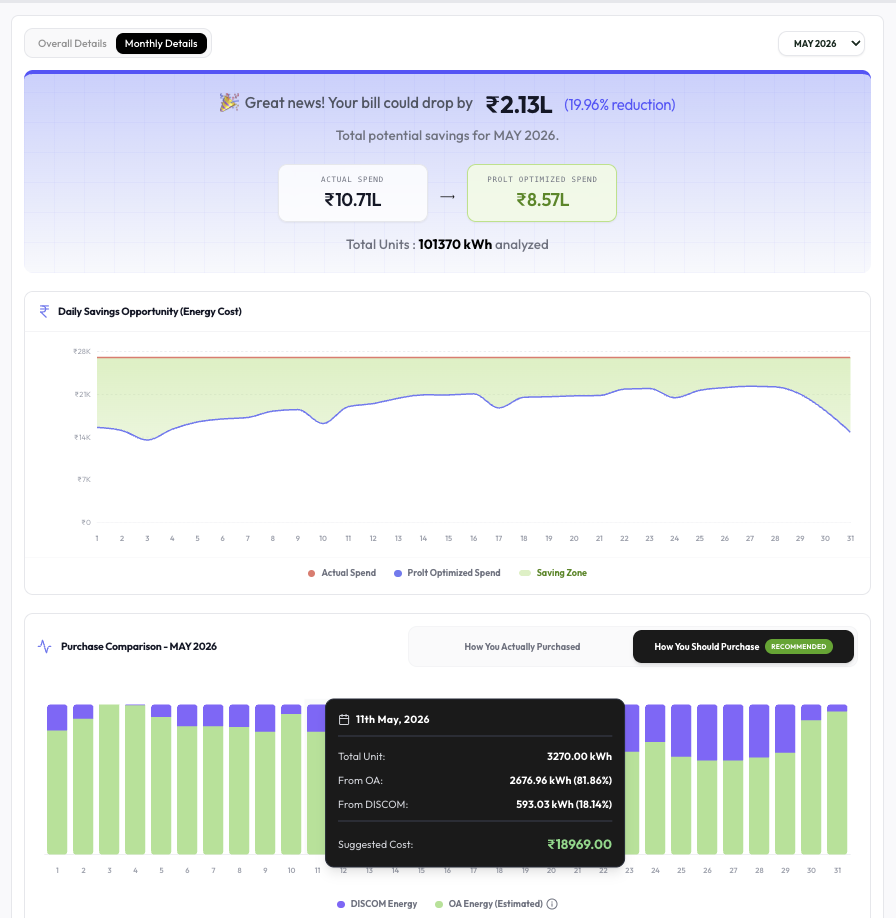 Overall Details Monthly Details MAY 2026
🎉 Great news! Your bill could drop by ₹2.13L (19.96% reduction)
Total potential savings for MAY 2026.
ACTUAL SPEND
₹10.71L
→
PROLT OPTIMIZED SPEND
₹8.57L
Total Units : 101370 kWh analyzed
₹ Daily Savings Opportunity (Energy Cost)
₹28K
₹21K
₹14K
₹7K
₹0
1 2 3 4 5 6 7 8 9 10 11 12 13 14 15 16 17 18 19 20 21 22 23 24 25 26 27 28 29 30 31
Actual Spend Prolt Optimized Spend Saving Zone
Purchase Comparison - MAY 2026 How You Actually Purchased How You Should Purchase RECOMMENDED
11th May, 2026
Total Unit: 3270.00 kWh
From OA: 2676.96 kWh (81.86%)
From DISCOM: 593.03 kWh (18.14%)
Suggested Cost: ₹18969.00
1 2 3 4 5 6 7 8 9 10 11 12 13 14 15 16 17 18 19 20 21 22 23 24 25 26 27 28 29 30 31
DISCOM Energy OA Energy (Estimated)